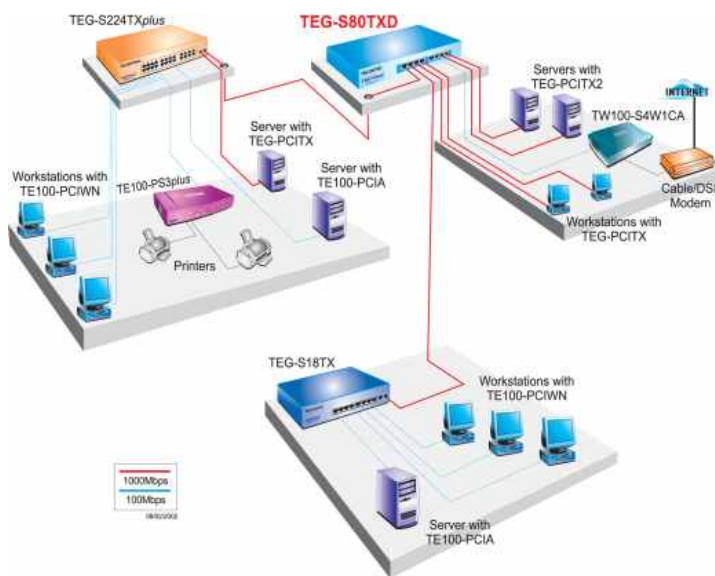 TEG-S224TXplus
TEG-S80TXD
Servers with
TEG-PCITX2
INTERNET
TW100-S4W1CA
Server with
TEG-PCITX
Server with
TE100-PCIA
Workstations with
TE100-PCIWN
TE100-PS3plus
Cable/DSL
Modem
Workstations with
TEG-PCITX
Printers
TEG-S18TX
Workstations with
TE100-PCIWN
1000Mbps
100Mbps
Server with
TE100-PCIA